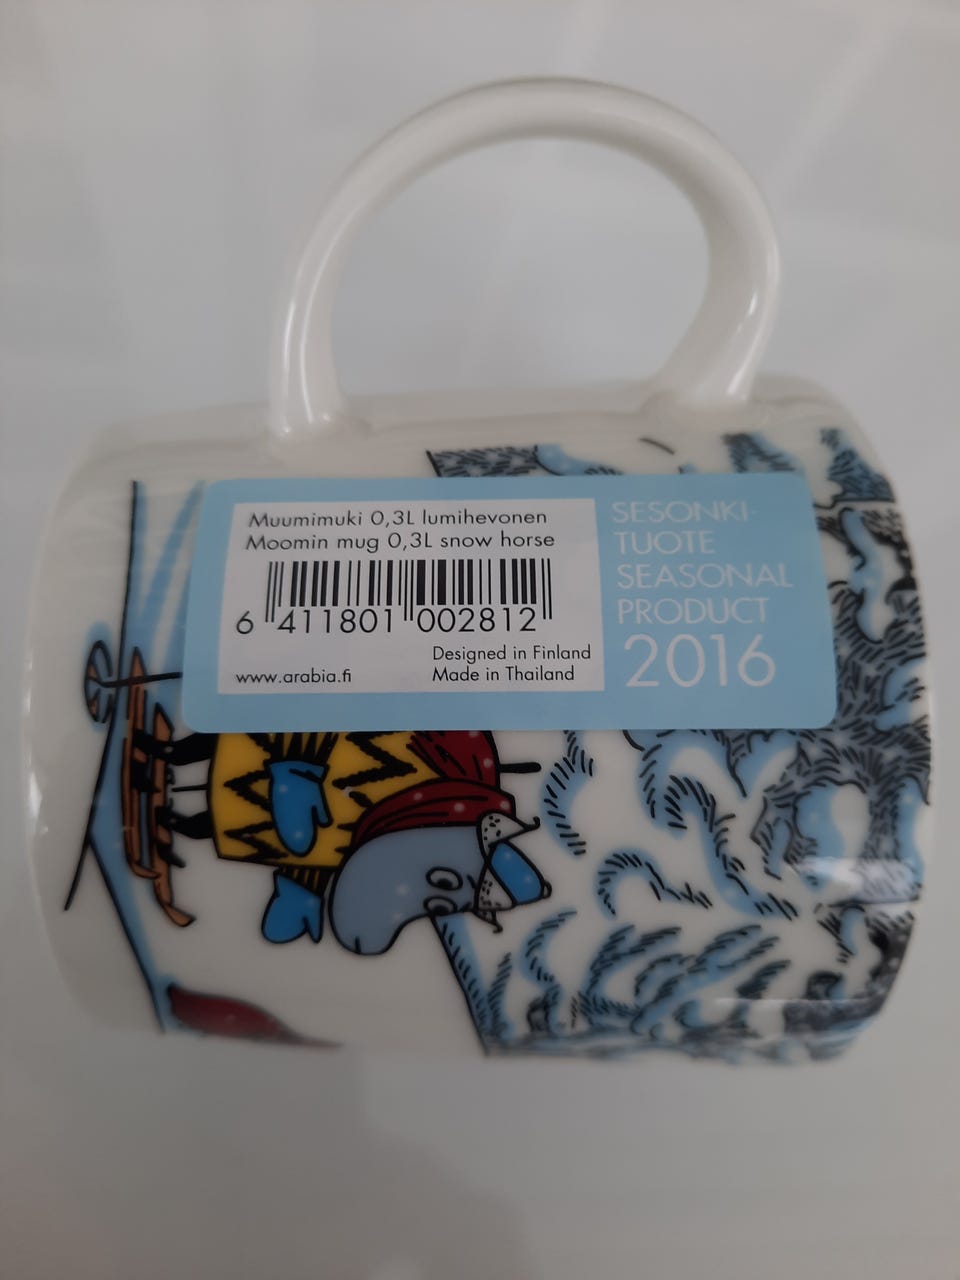 Muumimuki 0,3L lumihevonen
Moomin mug 0,3L snow horse
6 411801 002812
Designed in Finland
www.arabia.fi Made in Thailand
SESONKI-
TUOTE
SEASONAL
PRODUCT
2016